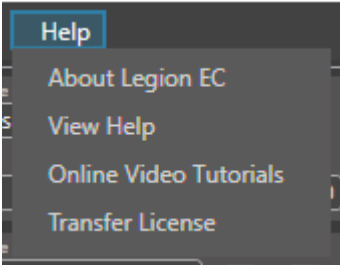 Help
About Legion EC
View Help
Online Video Tutorials
Transfer License